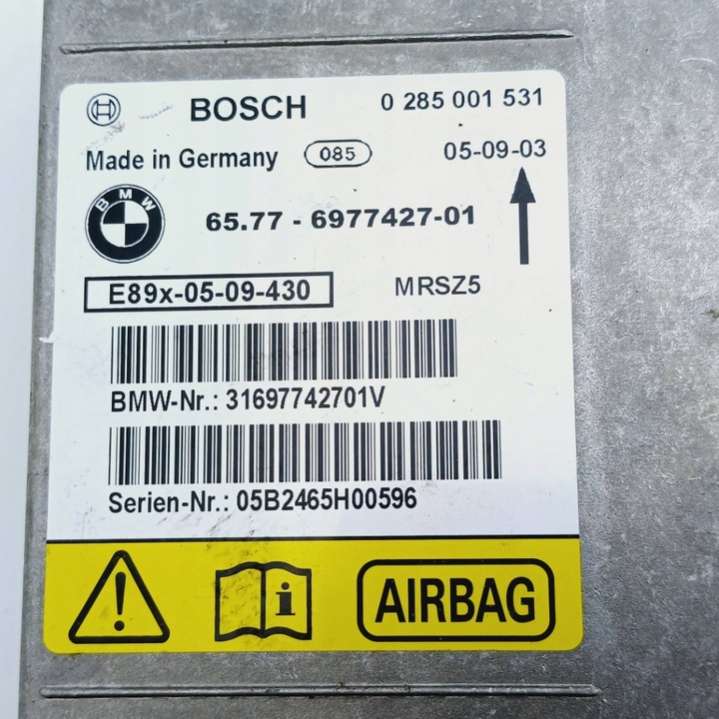 BOSCH 0 285 001 531
Made in Germany 085 05-09-03
BMW 65.77 - 6977427-01
E89x-05-09-430 MRSZ5
BMW-Nr.: 31697742701V
Serien-Nr.: 05B2465H00596
! i AIRBAG